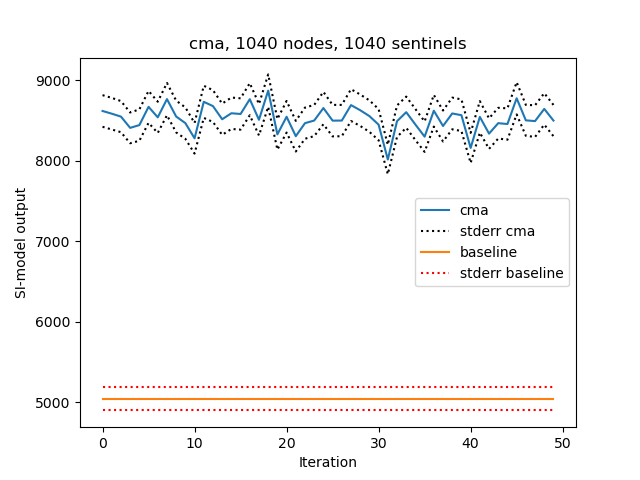 cma, 1040 nodes, 1040 sentinels
9000
8000
7000
6000
5000
SI-model output
cma
stderr cma
baseline
stderr baseline
0
10
20
30
40
50
Iteration